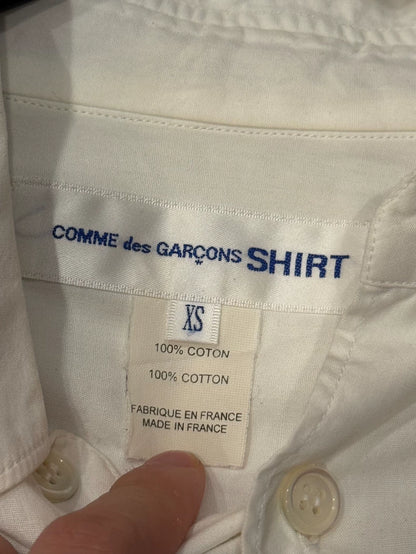 COMME des GARÇONS SHIRT
XS
100% COTON
100% COTTON
FABRIQUE EN FRANCE
MADE IN FRANCE